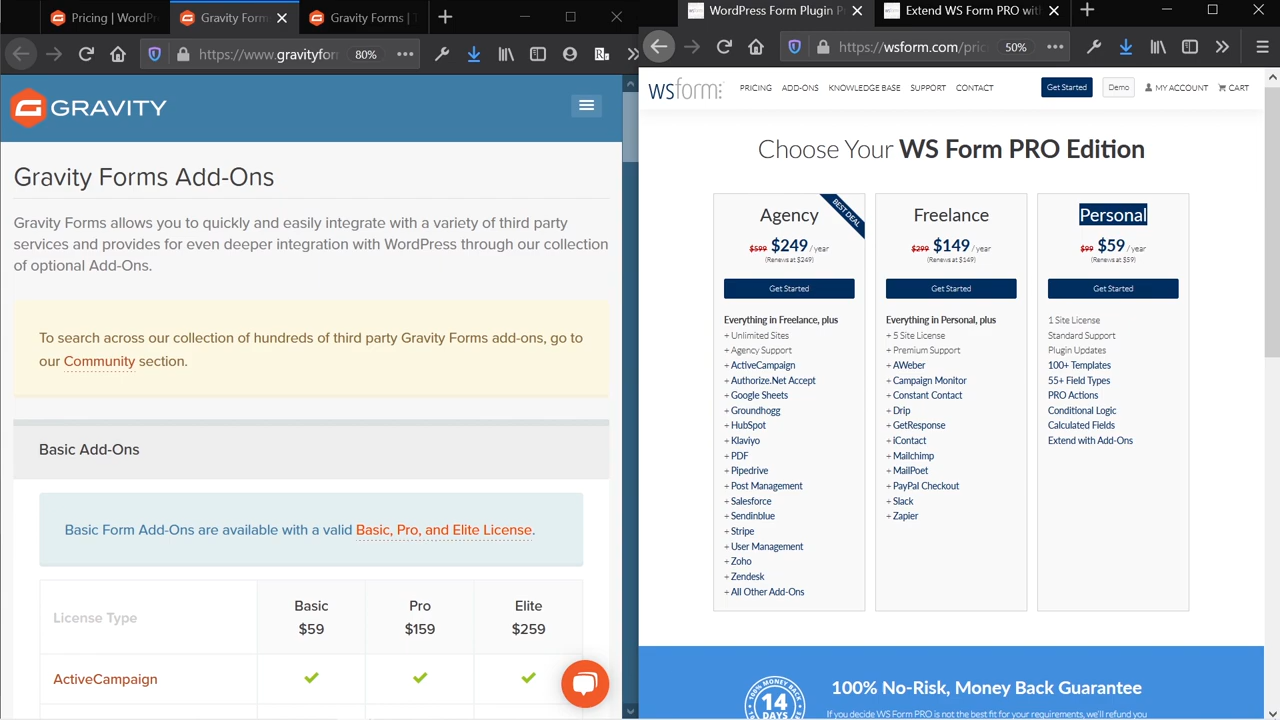 Pricing | WordPr
Gravity Forms
Gravity Forms | T
https://www.gravityfon
80%
GRAVITY
Gravity Forms Add-Ons
Gravity Forms allows you to quickly and easily integrate with a variety of third party
services and provides for even deeper integration with WordPress through our collection
of optional Add-Ons.
To search across our collection of hundreds of third party Gravity Forms add-ons, go to
our Community section.
Basic Add-Ons
Basic Form Add-Ons are available with a valid Basic, Pro, and Elite License.
License Type
Basic
$59
Pro
$159
Elite
$259
ActiveCampaign
WordPress Form Plugin P
Extend WS Form PRO with
https://wsform.com/pric
50%
wsform
PRICING
ADD-ONS
KNOWLEDGE BASE
SUPPORT
CONTACT
Get Started
Demo
MY ACCOUNT
CART
Choose Your WS Form PRO Edition
BEST DEAL
Agency
$599 $249 / year
(Renews at $249)
Get Started
Everything in Freelance, plus
+ Unlimited Sites
+ Agency Support
+ ActiveCampaign
+ Authorize.Net Accept
+ Google Sheets
+ Groundhogg
+ HubSpot
+ Klaviyo
+ PDF
+ Pipedrive
+ Post Management
+ Salesforce
+ Sendinblue
+ Stripe
+ User Management
+ Zoho
+ Zendesk
+ All Other Add-Ons
Freelance
$299 $149 / year
(Renews at $149)
Get Started
Everything in Personal, plus
+ 5 Site License
+ Premium Support
+ AWeber
+ Campaign Monitor
+ Constant Contact
+ Drip
+ GetResponse
+ iContact
+ Mailchimp
+ MailPoet
+ PayPal Checkout
+ Slack
+ Zapier
Personal
$99 $59 / year
(Renews at $59)
Get Started
1 Site License
Standard Support
Plugin Updates
100+ Templates
55+ Field Types
PRO Actions
Conditional Logic
Calculated Fields
Extend with Add-Ons
100% MONEY BACK
14
DAYS
100% No-Risk, Money Back Guarantee
If you decide WS Form PRO is not the best fit for your requirements, we'll refund you